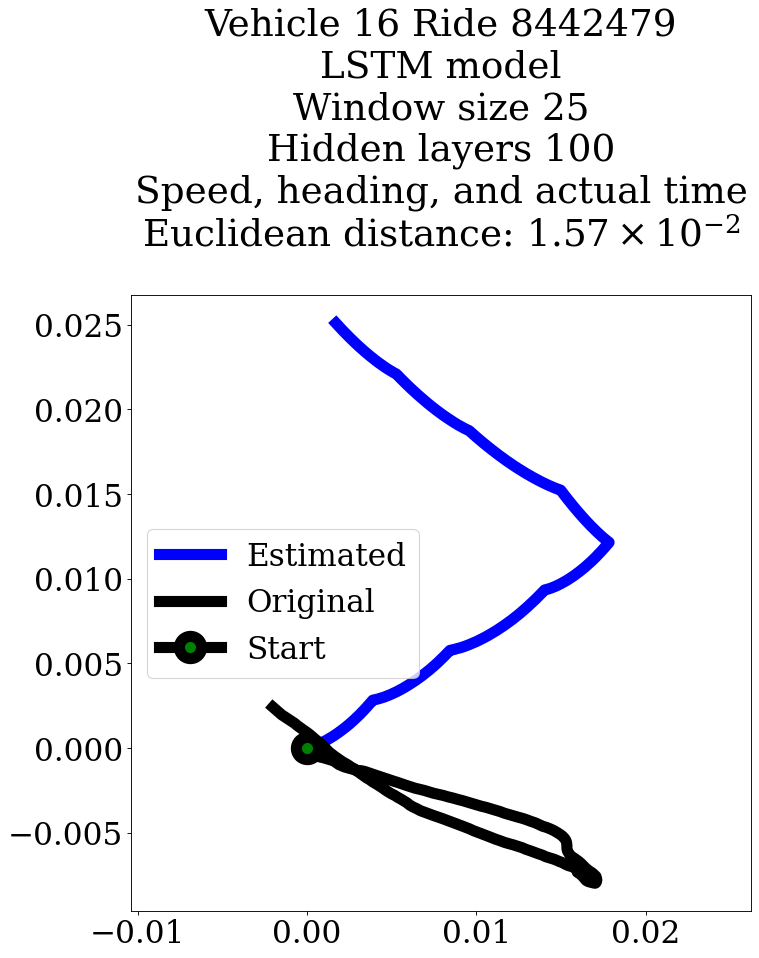 Vehicle 16 Ride 8442479
LSTM model
Window size 25
Hidden layers 100
Speed, heading, and actual time
Euclidean distance: 1.57 × 10⁻²
0.025
0.020
0.015
0.010
0.005
0.000
−0.005
Estimated
Original
Start
−0.01
0.00
0.01
0.02